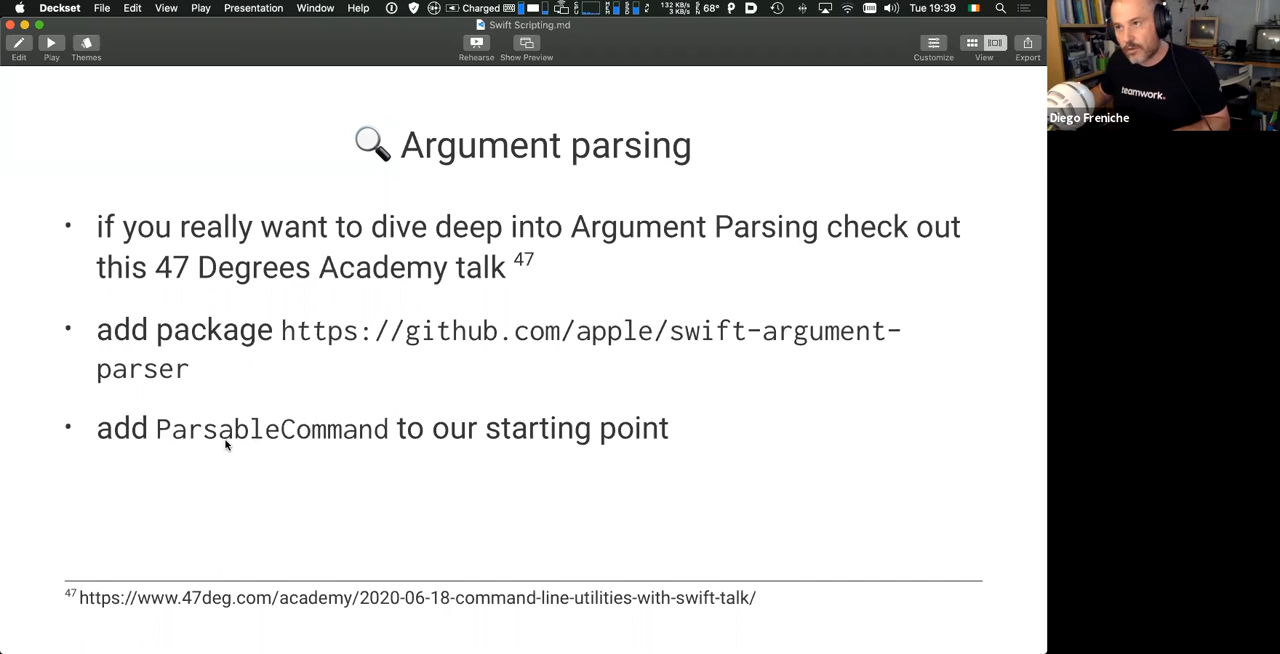 Deckset File Edit View Play Presentation Window Help Charged 132 KB/s 3 KB/s 68° Tue 19:39
Swift Scripting.md
Edit Play Themes Rehearse Show Preview Customize View Export
teamwork.
Diego Freniche
🔍 Argument parsing
• if you really want to dive deep into Argument Parsing check out
this 47 Degrees Academy talk 47
• add package https://github.com/apple/swift-argument-
parser
• add ParsableCommand to our starting point
47 https://www.47deg.com/academy/2020-06-18-command-line-utilities-with-swift-talk/